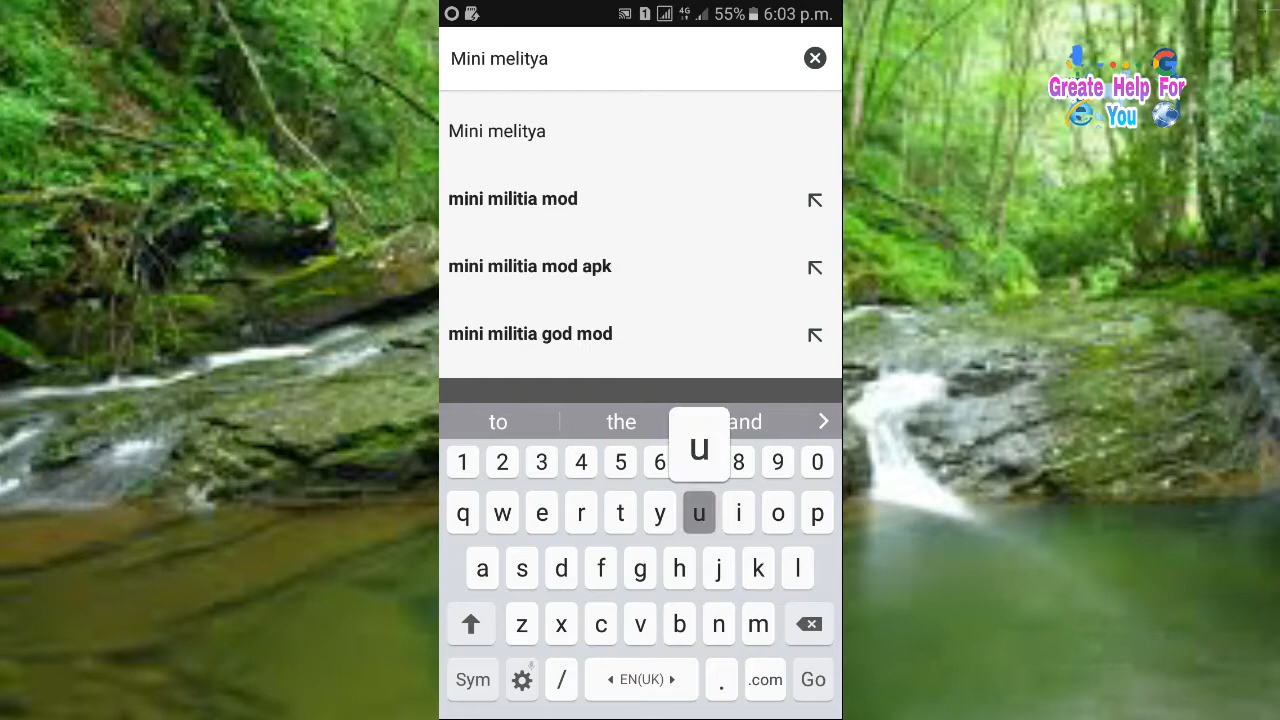 55% 6:03 p.m.
Mini melitya
Mini melitya
mini militia mod
mini militia mod apk
mini militia god mod
to the and
u
1 2 3 4 5 6 8 9 0
q w e r t y u i o p
a s d f g h j k l
z x c v b n m
Sym / EN(UK) . .com Go
Greate Help For
You